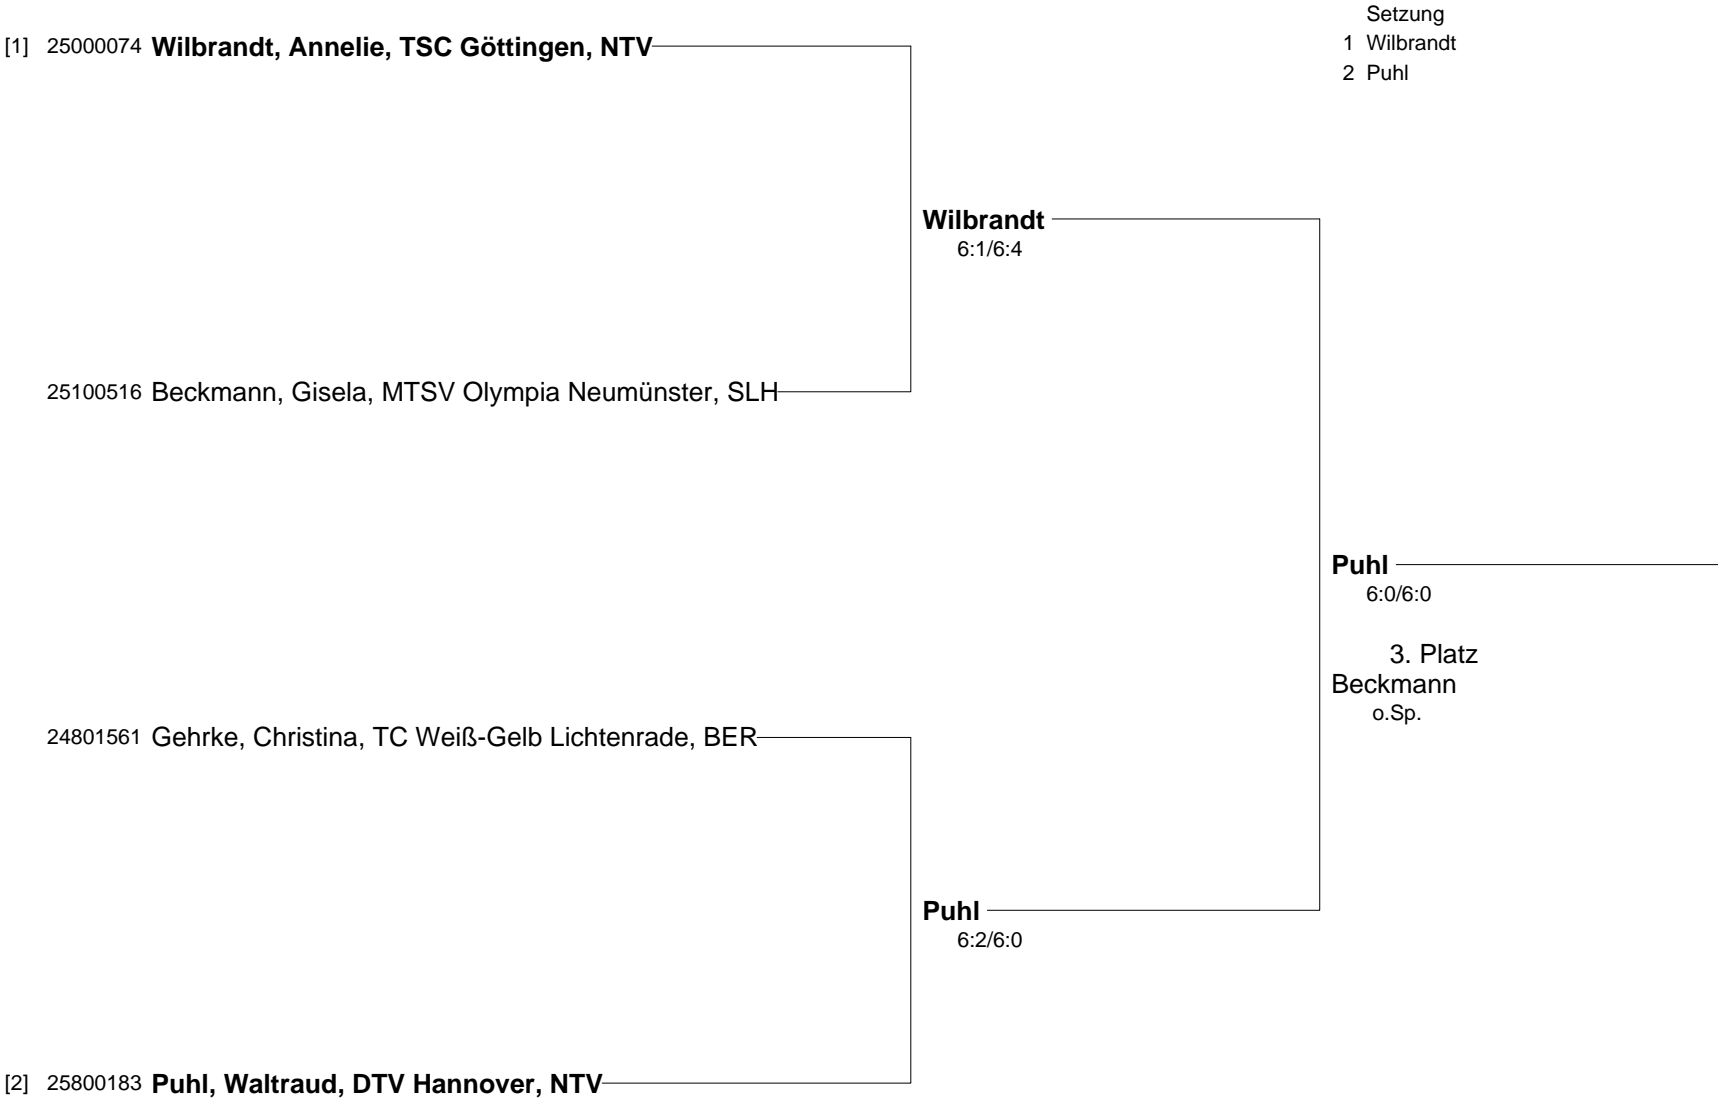 Setzung
[1] 25000074 Wilbrandt, Annelie, TSC Göttingen, NTV
1 Wilbrandt
2 Puhl
Wilbrandt
6:1/6:4
25100516 Beckmann, Gisela, MTSV Olympia Neumünster, SLH
Puhl
6:0/6:0
3. Platz
Beckmann
o.Sp.
24801561 Gehrke, Christina, TC Weiß-Gelb Lichtenrade, BER
Puhl
6:2/6:0
[2] 25800183 Puhl, Waltraud, DTV Hannover, NTV